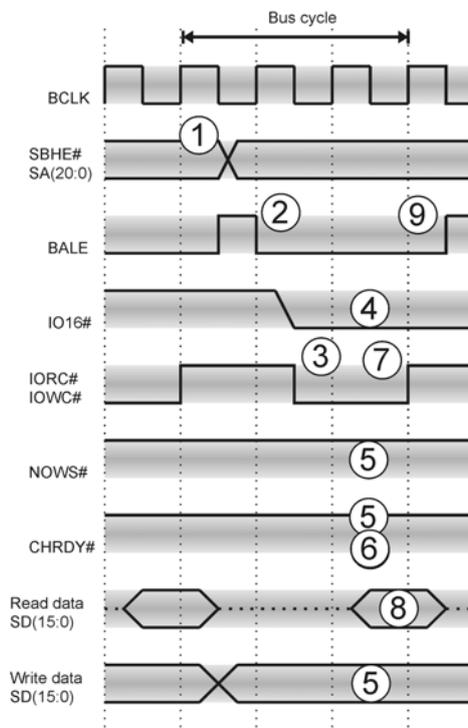 Bus cycle
BCLK
1
SBHE#
SA(20:0)
2
9
BALE
4
IO16#
3
7
IORC#
IOWC#
5
NOWS#
5
CHRDY#
6
Read data
SD(15:0)
8
Write data
SD(15:0)
5